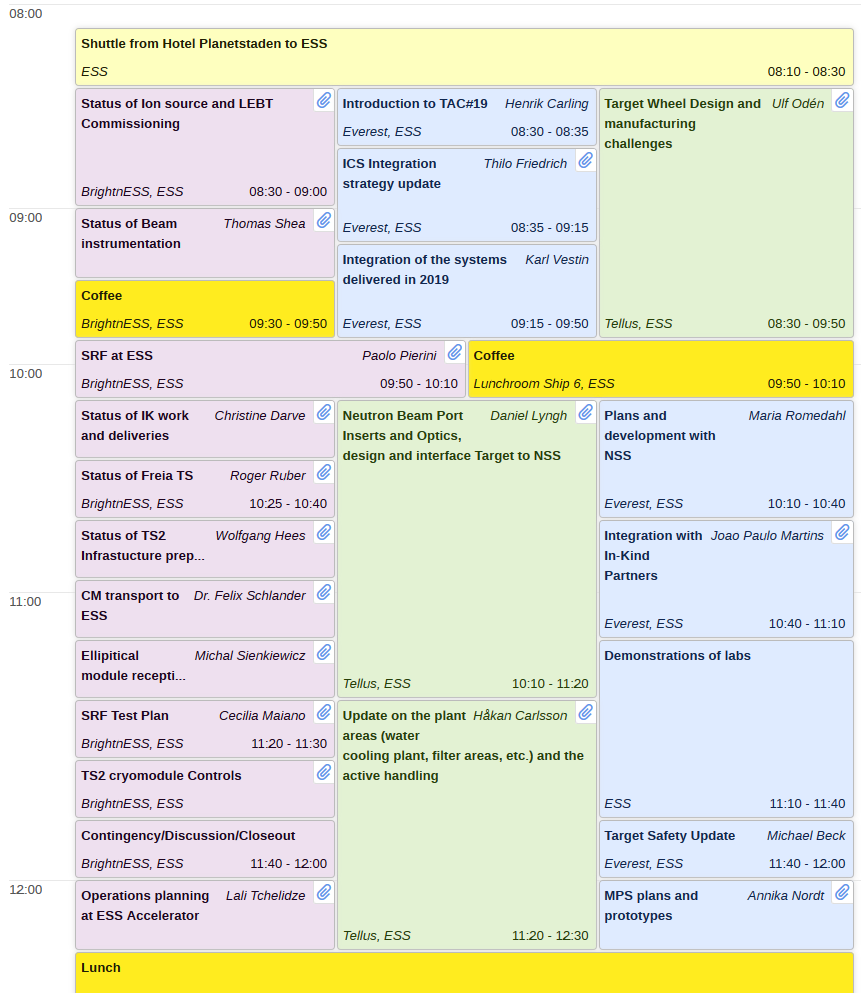 08:00
Shuttle from Hotel Planetstaden to ESS
ESS 08:10 - 08:30
Status of Ion source and LEBT
Commissioning
BrightnESS, ESS 08:30 - 09:00
Introduction to TAC#19 Henrik Carling
Everest, ESS 08:30 - 08:35
ICS Integration Thilo Friedrich
strategy update
Everest, ESS 08:35 - 09:15
Target Wheel Design and Ulf Odén
manufacturing
challenges
Tellus, ESS 08:30 - 09:50
09:00
Status of Beam Thomas Shea
instrumentation
Integration of the systems Karl Vestin
delivered in 2019
Everest, ESS 09:15 - 09:50
Coffee
BrightnESS, ESS 09:30 - 09:50
SRF at ESS Paolo Pierini
BrightnESS, ESS 09:50 - 10:10
Coffee
Lunchroom Ship 6, ESS 09:50 - 10:10
10:00
Status of IK work Christine Darve
and deliveries
Status of Freia TS Roger Ruber
BrightnESS, ESS 10:25 - 10:40
Status of TS2 Wolfgang Hees
Infrastucture prep...
CM transport to Dr. Felix Schlander
ESS
11:00
Ellipitical Michal Sienkiewicz
module recepti...
SRF Test Plan Cecilia Maiano
BrightnESS, ESS 11:20 - 11:30
TS2 cryomodule Controls
BrightnESS, ESS
Contingency/Discussion/Closeout
BrightnESS, ESS 11:40 - 12:00
12:00
Operations planning Lali Tchelidze
at ESS Accelerator
Neutron Beam Port Daniel Lyngh
Inserts and Optics,
design and interface Target to NSS
Tellus, ESS 10:10 - 11:20
Update on the plant Håkan Carlsson
areas (water
cooling plant, filter areas, etc.) and the
active handling
Tellus, ESS 11:20 - 12:30
Plans and Maria Romedahl
development with
NSS
Everest, ESS 10:10 - 10:40
Integration with Joao Paulo Martins
In-Kind
Partners
Everest, ESS 10:40 - 11:10
Demonstrations of labs
ESS 11:10 - 11:40
Target Safety Update Michael Beck
Everest, ESS 11:40 - 12:00
MPS plans and Annika Nordt
prototypes
Lunch